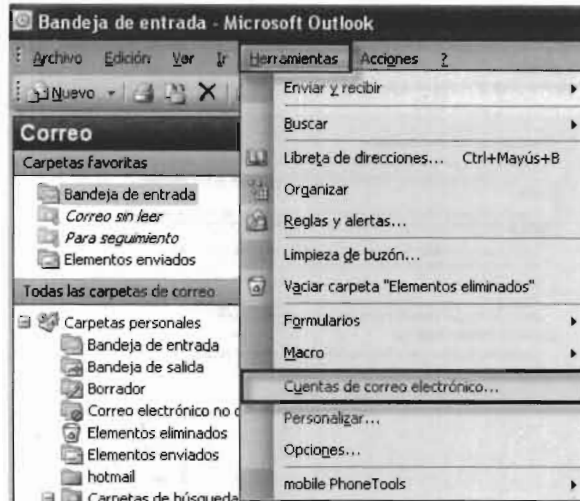 Bandeja de entrada - Microsoft Outlook
Archivo Edición Ver Ir Herramientas Acciones ?
Nuevo
Correo
Carpetas favoritas
Bandeja de entrada
Correo sin leer
Para seguimiento
Elementos enviados
Todas las carpetas de correo
Carpetas personales
Bandeja de entrada
Bandeja de salida
Borrador
Correo electrónico no d
Elementos eliminados
Elementos enviados
hotmail
Carpetas de búsqueda
Enviar y recibir
Buscar
Libreta de direcciones... Ctrl+Mayús+B
Organizar
Reglas y alertas...
Limpieza de buzón...
Vaciar carpeta "Elementos eliminados"
Formularios
Macro
Cuentas de correo electrónico...
Personalizar...
Opciones...
mobile PhoneTools